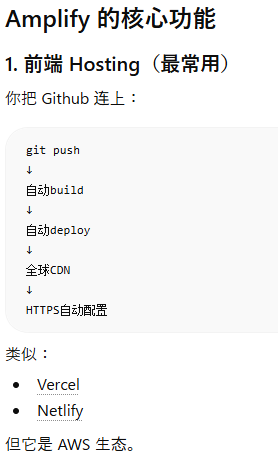 Amplify 的核心功能
1. 前端 Hosting（最常用）
你把 Github 连上：
git push
↓
自动build
↓
自动deploy
↓
全球CDN
↓
HTTPS自动配置
类似：
• Vercel
• Netlify
但它是 AWS 生态。